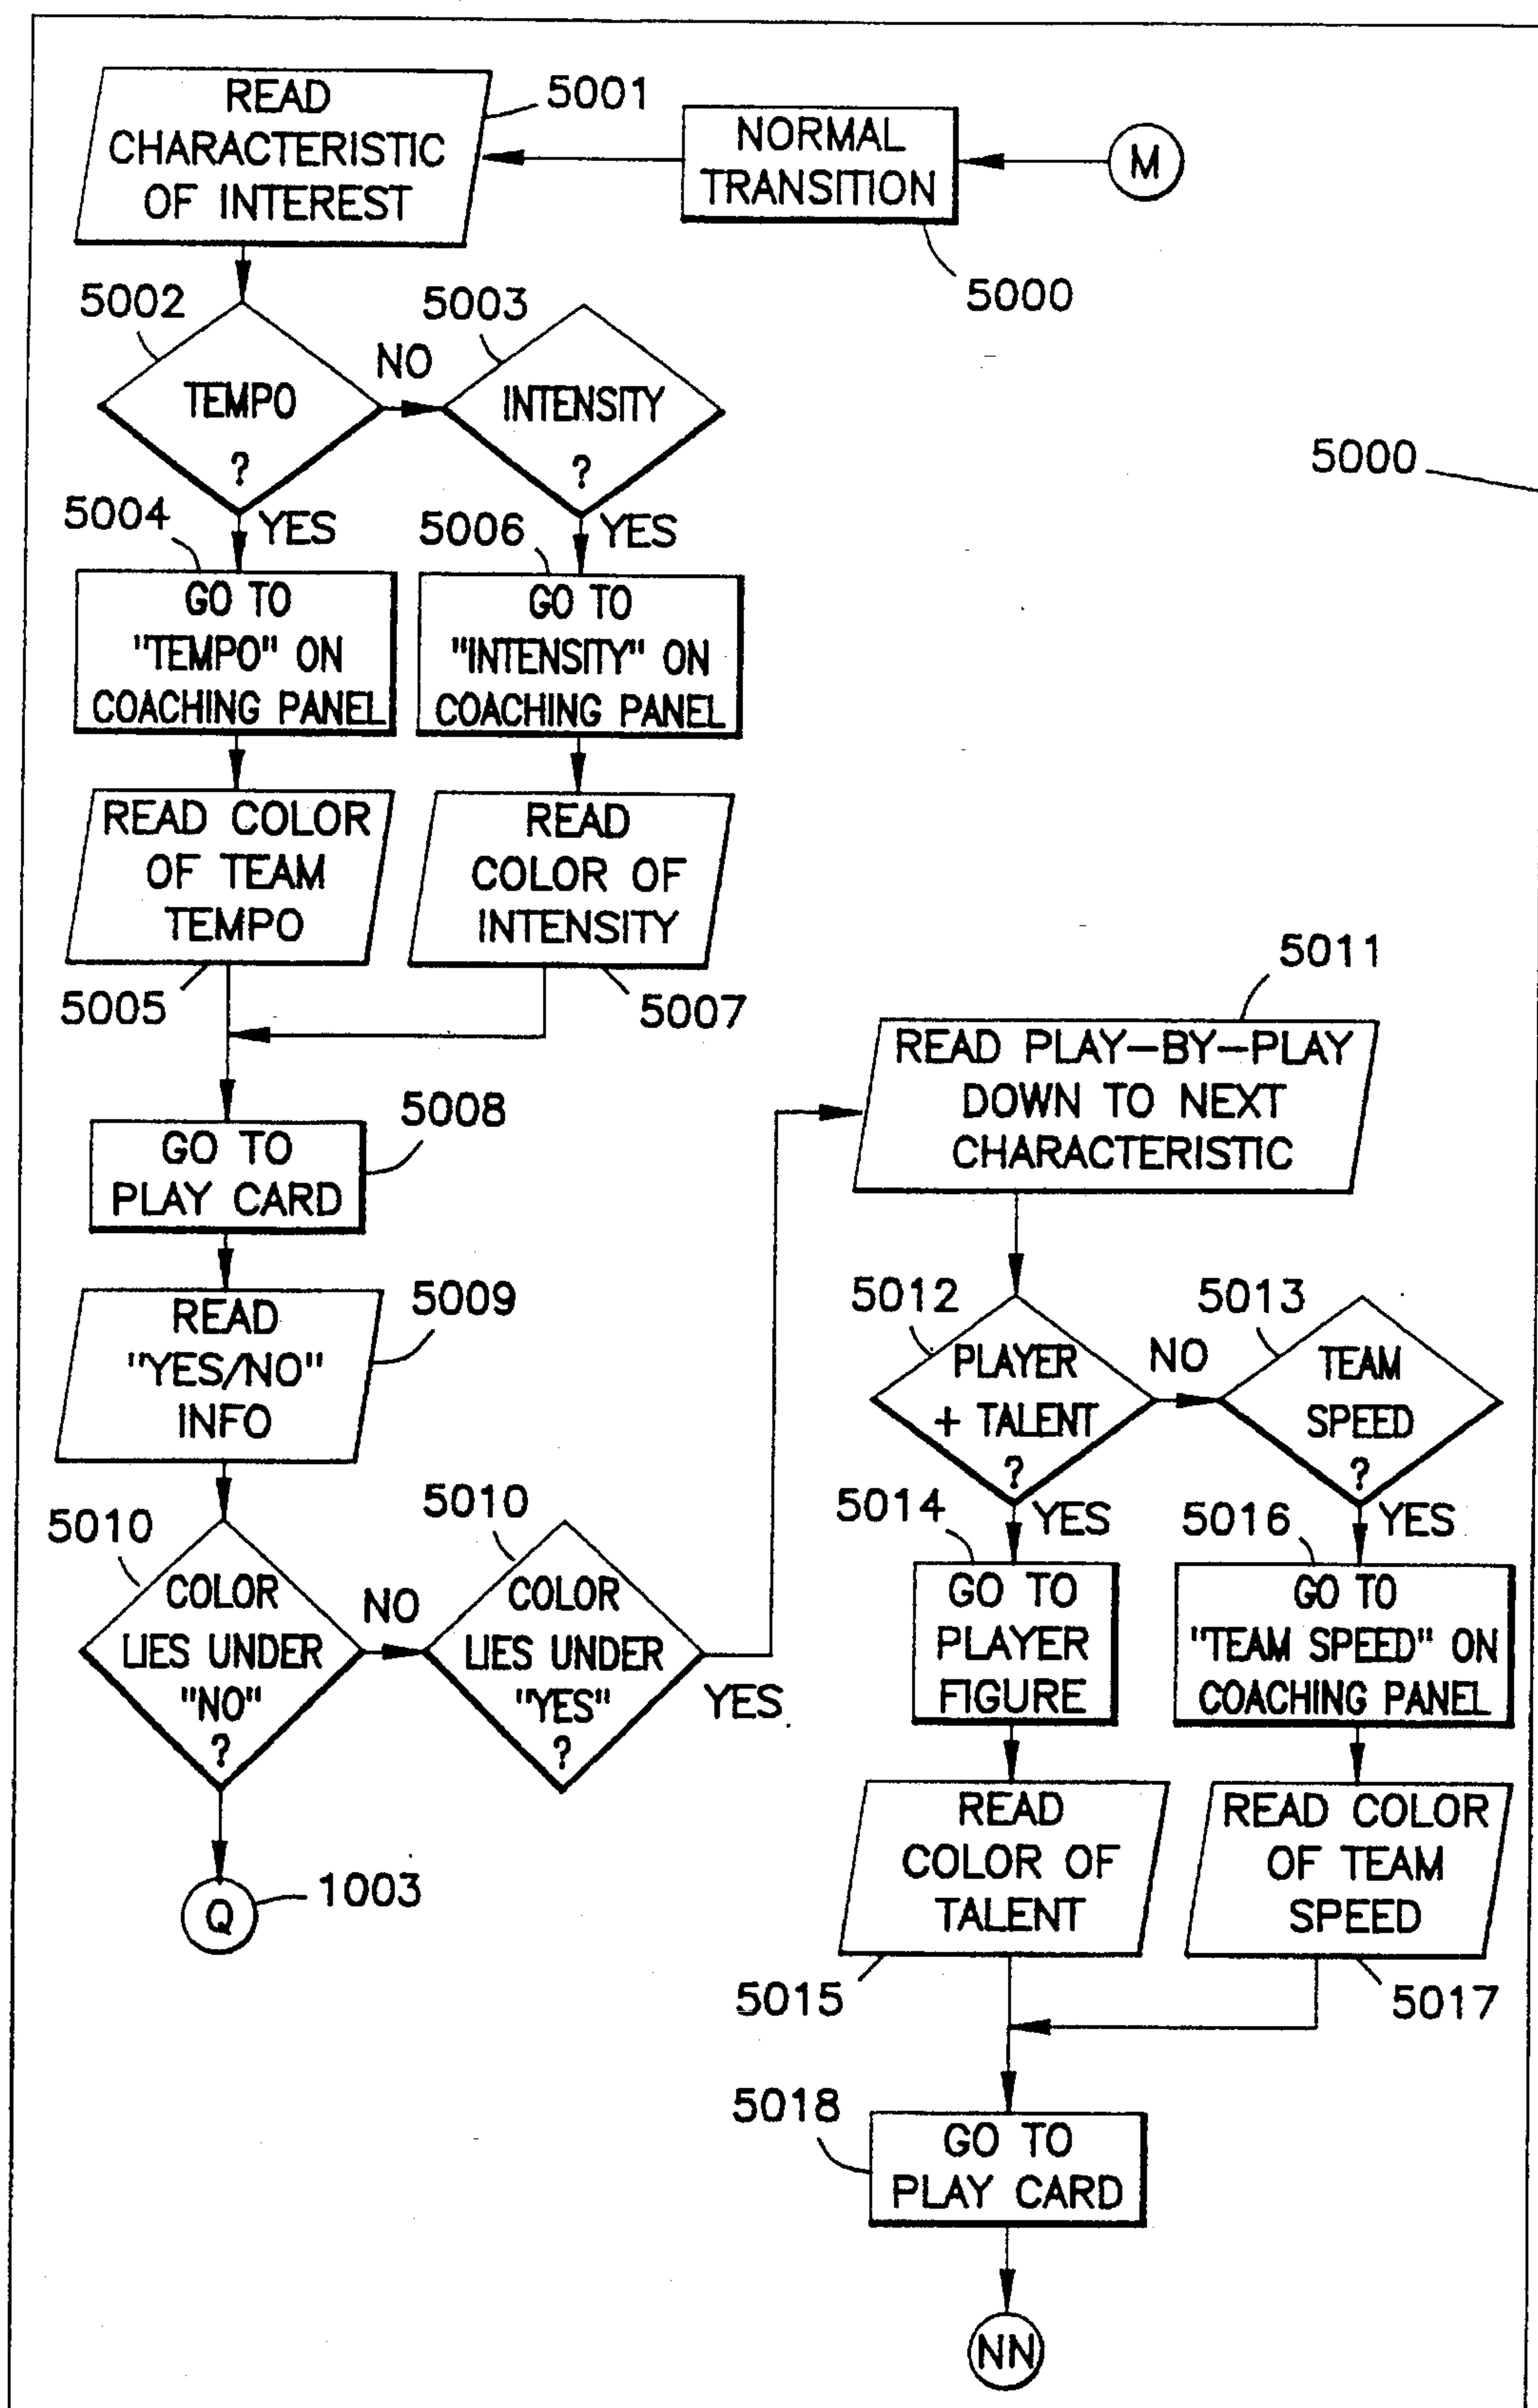 READ
CHARACTERISTIC
OF INTEREST
5001
NORMAL
TRANSITION
5000
M
5002
TEMPO
?
NO
5003
INTENSITY
?
5000
5004
YES
GO TO
"TEMPO" ON
COACHING PANEL
5006
YES
GO TO
"INTENSITY" ON
COACHING PANEL
READ COLOR
OF TEAM
TEMPO
5005
READ
COLOR OF
INTENSITY
5007
GO TO
PLAY CARD
5008
READ
"YES/NO"
INFO
5009
5010
COLOR
LIES UNDER
"NO"
?
NO
5010
COLOR
LIES UNDER
"YES"
?
YES
Q
1003
5011
READ PLAY-BY-PLAY
DOWN TO NEXT
CHARACTERISTIC
5012
PLAYER
+ TALENT
?
NO
5013
TEAM
SPEED
?
5014
YES
GO TO
PLAYER
FIGURE
5016
YES
GO TO
"TEAM SPEED" ON
COACHING PANEL
READ
COLOR OF
TALENT
5015
READ COLOR
OF TEAM
SPEED
5017
5018
GO TO
PLAY CARD
NN